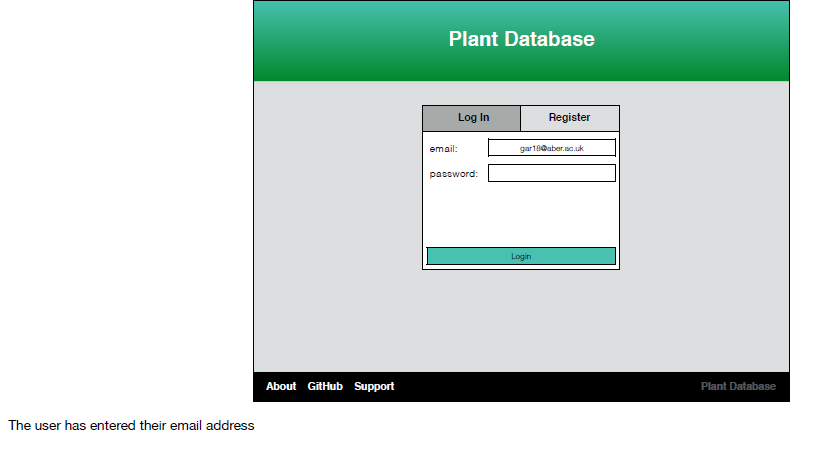 Plant Database
Log In Register
email: gar18@aber.ac.uk
password:
Login
About GitHub Support Plant Database
The user has entered their email address